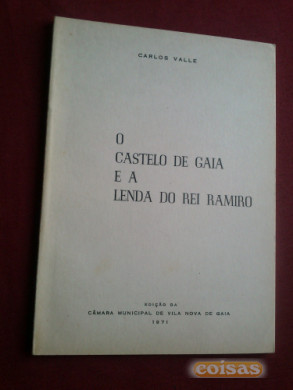 CARLOS VALLE
O
CASTELO DE GAIA
E A
LENDA DO REI RAMIRO
EDIÇÃO DA
CÂMARA MUNICIPAL DE VILA NOVA DE GAIA
1971
coisas